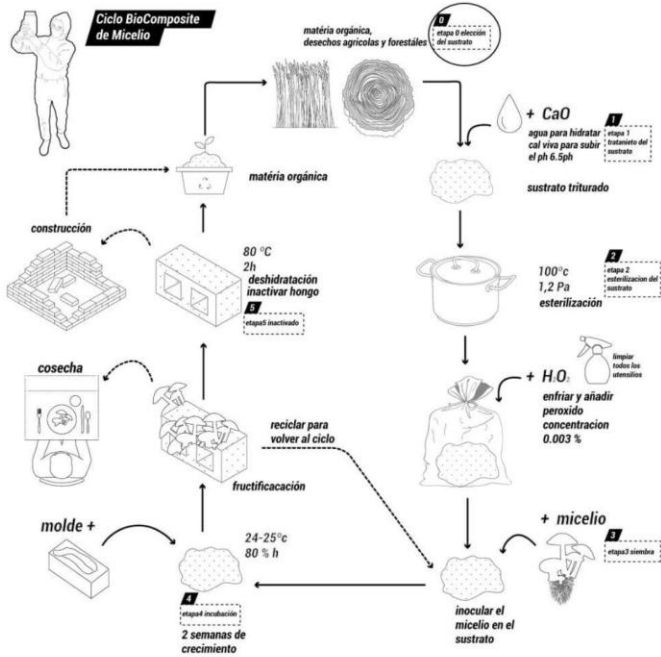 Ciclo BioComposite
de Micelio
matéria orgánica,
desechos agrícolas y forestáles
0
etapa 0 elección
del sustrato
+ CaO
agua para hidratar
cal viva para subir
el ph 6.5ph
1
etapa 1
tratanieto del
sustrato
sustrato triturado
2
etapa 2
esterilizacion del
sustrato
100°c
1,2 Pa
esterilización
+ H₂O₂
limpiar
todos los
utensilios
enfriar y añadir
peroxido
concentracion
0.003 %
+ micelio
3
etapa3 siembra
inocular el
micelio en el
sustrato
molde +
24-25°c
80 % h
4
etapa4 incubación
2 semanas de
crecimiento
reciclar para
volver al ciclo
fructificacación
cosecha
80 °C
2h
deshidratación
inactivar hongo
5
etapa5 inactivado
construcción
matéria orgánica